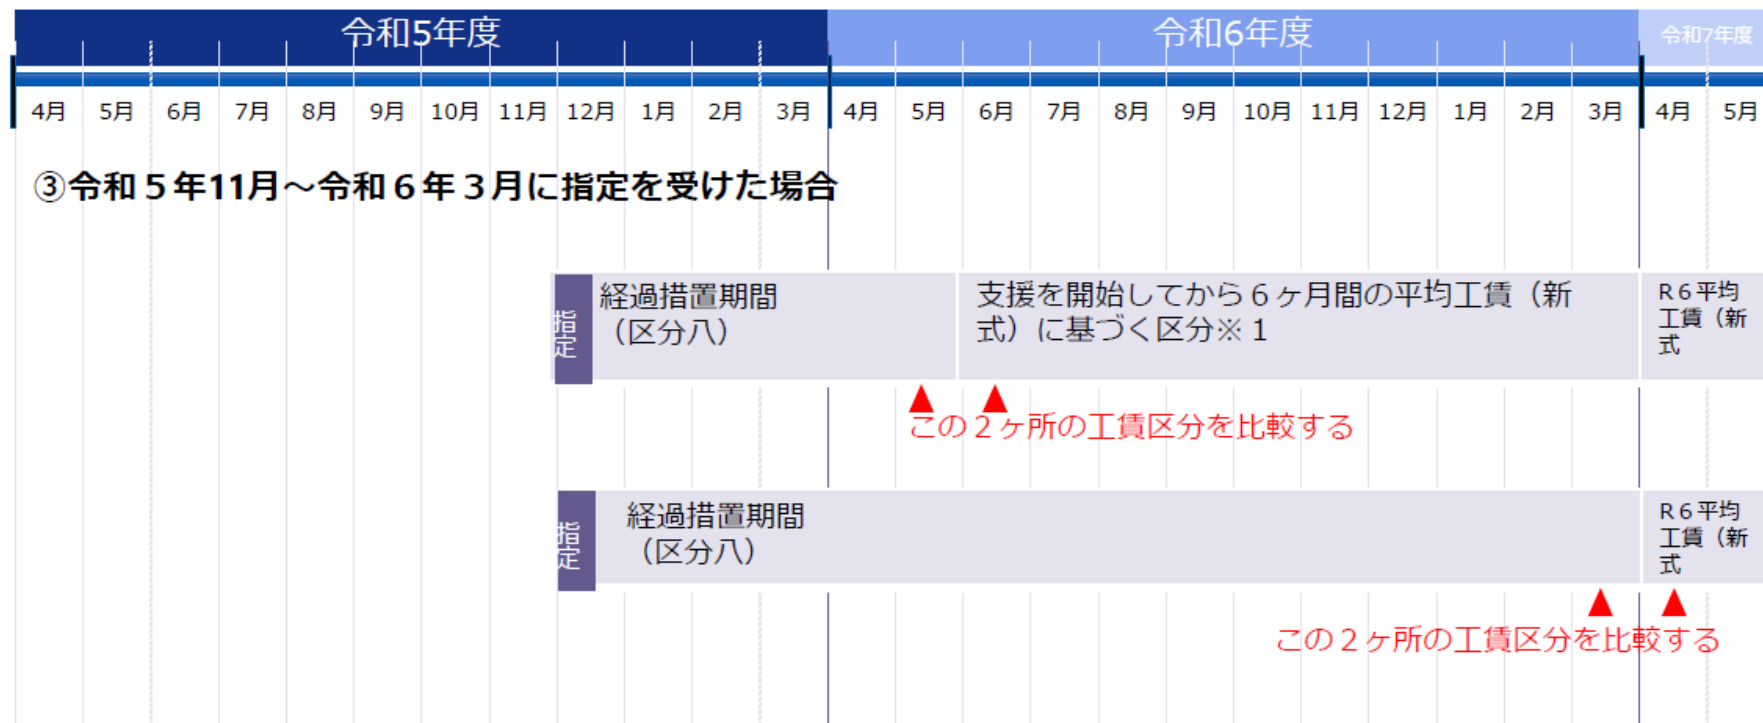 令和5年度 令和6年度 令和7年度
4月 5月 6月 7月 8月 9月 10月 11月 12月 1月 2月 3月 4月 5月 6月 7月 8月 9月 10月 11月 12月 1月 2月 3月 4月 5月
③令和５年11月～令和６年３月に指定を受けた場合
指定
経過措置期間
（区分八）
支援を開始してから６ヶ月間の平均工賃（新
式）に基づく区分※１
R６平均
工賃（新
式
この２ヶ所の工賃区分を比較する
指定
経過措置期間
（区分八）
R６平均
工賃（新
式
この２ヶ所の工賃区分を比較する